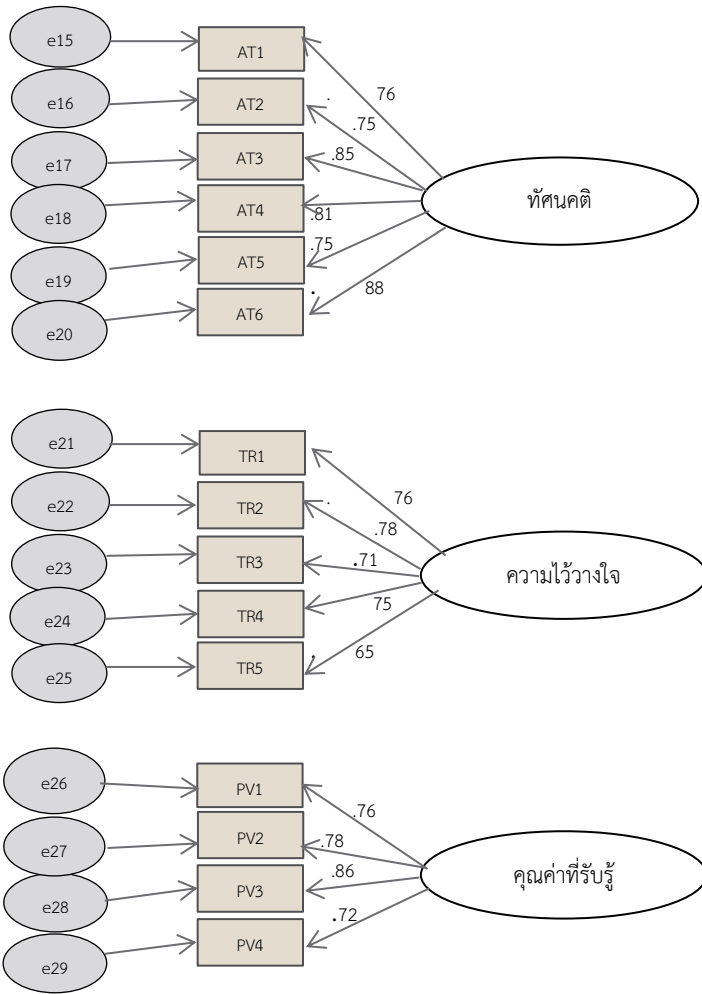 e15
AT1
76
e16
AT2
.
.75
e17
AT3
.85
ทัศนคติ
e18
AT4
.81
e19
AT5
.75
e20
AT6
.
88
e21
TR1
76
e22
TR2
.
.78
e23
TR3
.71
ความไว้วางใจ
e24
TR4
75
e25
TR5
.
65
e26
PV1
.76
e27
PV2
.78
e28
PV3
.86
คุณค่าที่รับรู้
e29
PV4
.72